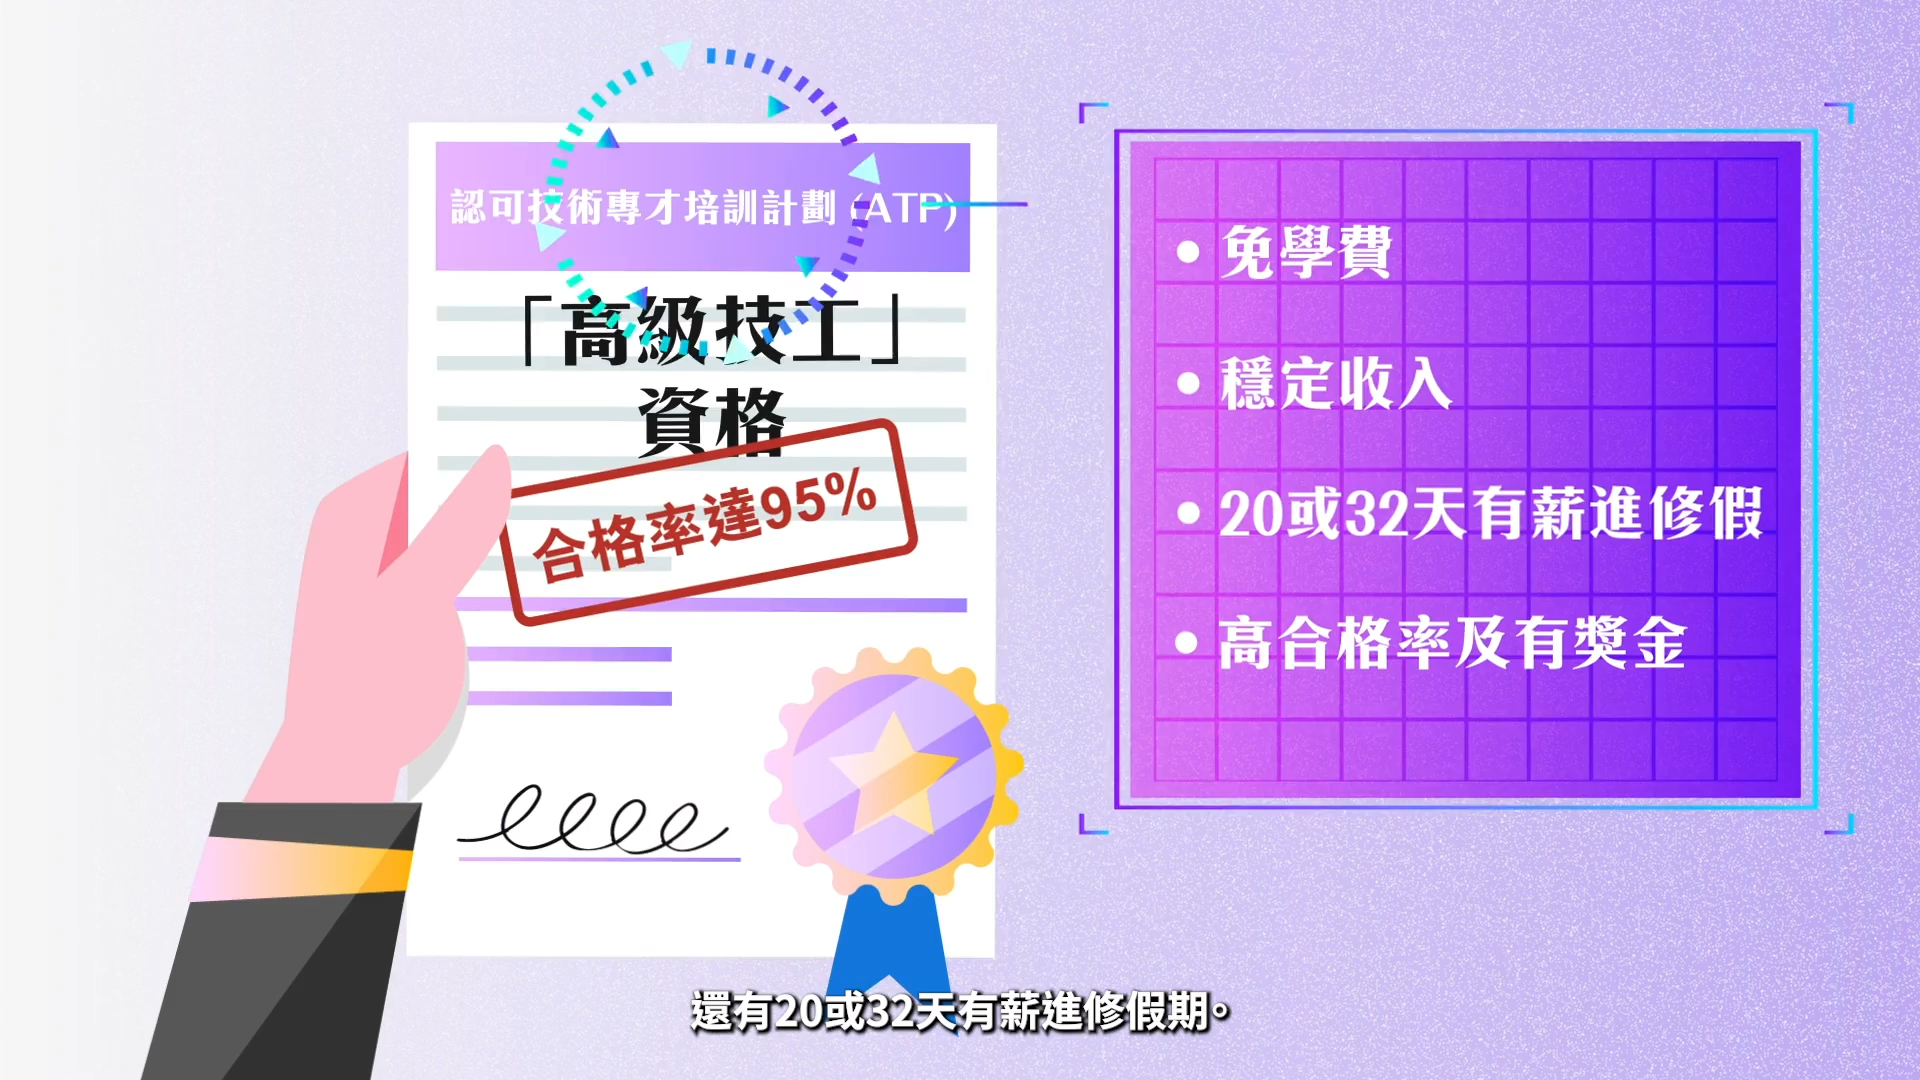 認可技術專才培訓計劃 (ATP)
「高級技工」
資格
合格率達95%
• 免學費
• 穩定收入
• 20或32天有薪進修假
• 高合格率及有獎金
還有20或32天有薪進修假期。